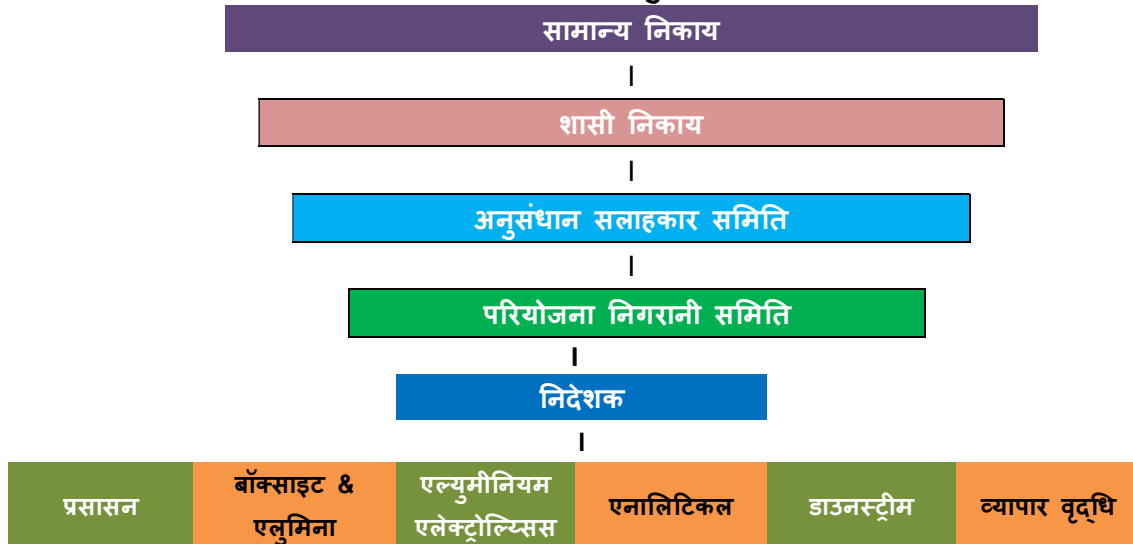 सामान्य निकाय
शासी निकाय
अनुसंधान सलाहकार समिति
परियोजना निगरानी समिति
निदेशक
प्रसासन
बॉक्साइट &
एलुमिना
एल्युमीनियम
एलेक्ट्रोल्य्सिस
एनालिटिकल
डाउनस्ट्रीम
व्यापार वृद्धि